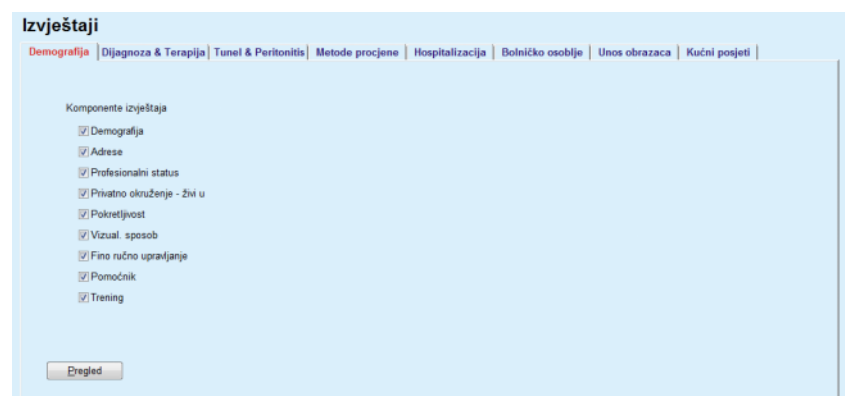 Izvještaji
Demografija Dijagnoza & Terapija Tunel & Peritonitis Metode procjene Hospitalizacija Bolničko osoblje Unos obrazaca Kućni posjeti
Komponente izvještaja
Demografija
Adrese
Profesionalni status
Privatno okruženje - živi u
Pokretljivost
Vizual. sposob
Fino ručno upravljanje
Pomoćnik
Trening
Pregled